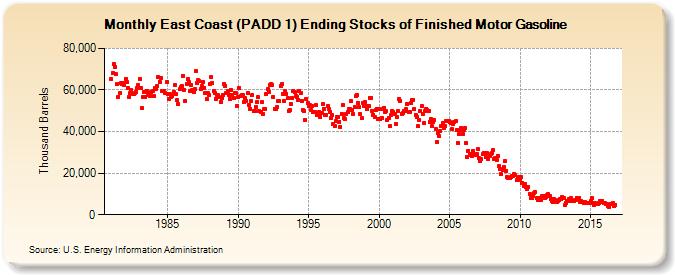 Monthly East Coast (PADD 1) Ending Stocks of Finished Motor Gasoline
Thousand Barrels
80,000
60,000
40,000
20,000
0
1985 1990 1995 2000 2005 2010 2015
Source: U.S. Energy Information Administration